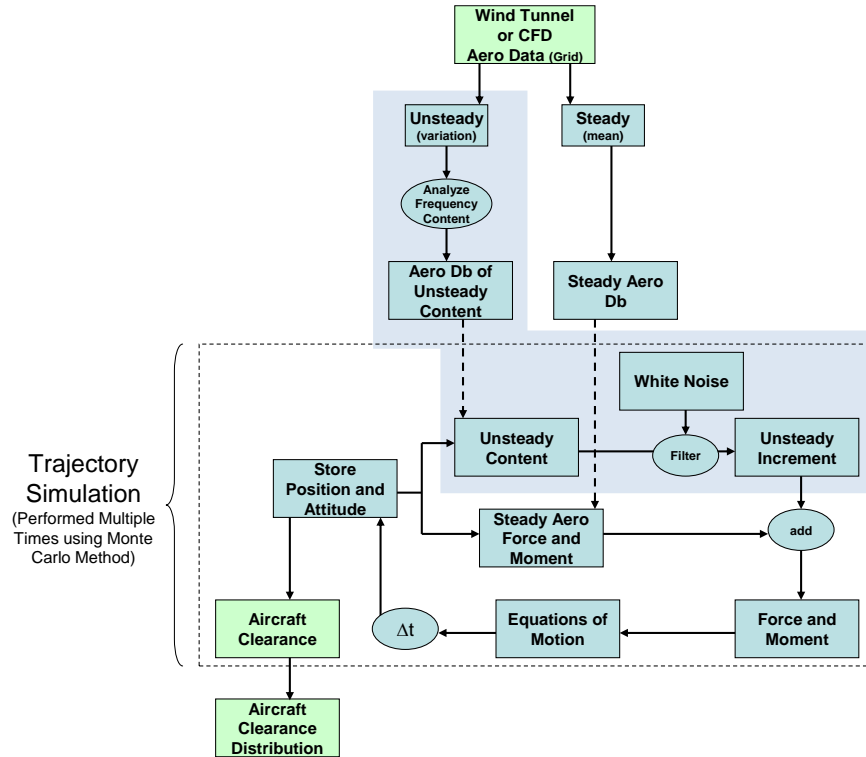 Wind Tunnel
or CFD
Aero Data (Grid)
Unsteady
(variation)
Steady
(mean)
Analyze
Frequency
Content
Aero Db of
Unsteady
Content
Steady Aero
Db
White Noise
Unsteady
Content
Filter
Unsteady
Increment
Trajectory
Simulation
(Performed Multiple
Times using Monte
Carlo Method)
Store
Position and
Attitude
Steady Aero
Force and
Moment
add
Aircraft
Clearance
Δt
Equations of
Motion
Force and
Moment
Aircraft
Clearance
Distribution